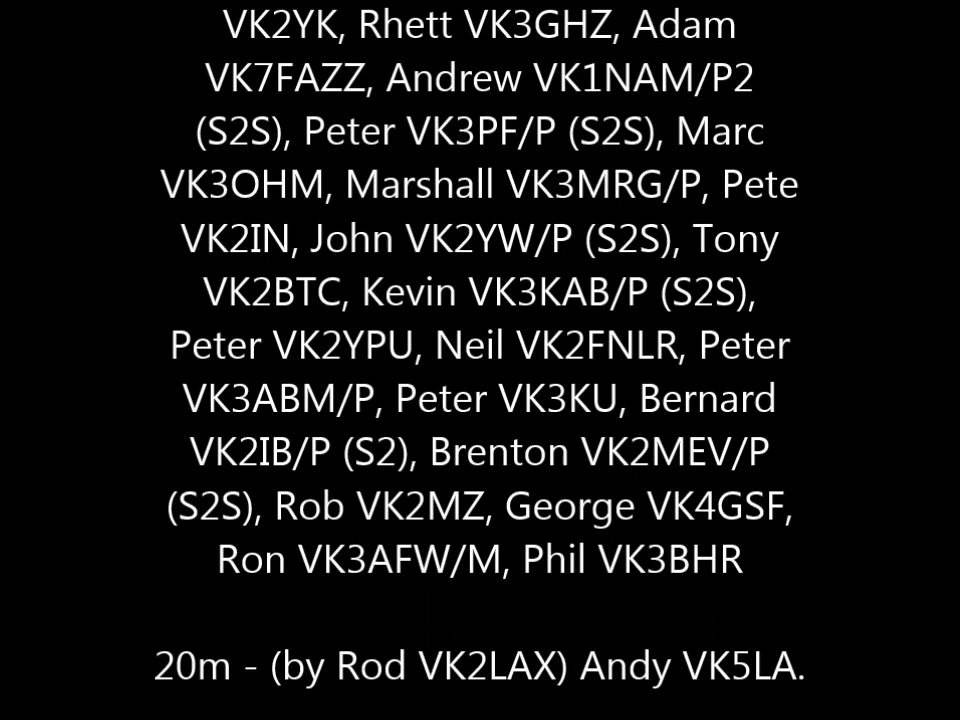 VK2YK, Rhett VK3GHZ, Adam
VK7FAZZ, Andrew VK1NAM/P2
(S2S), Peter VK3PF/P (S2S), Marc
VK3OHM, Marshall VK3MRG/P, Pete
VK2IN, John VK2YW/P (S2S), Tony
VK2BTC, Kevin VK3KAB/P (S2S),
Peter VK2YPU, Neil VK2FNLR, Peter
VK3ABM/P, Peter VK3KU, Bernard
VK2IB/P (S2), Brenton VK2MEV/P
(S2S), Rob VK2MZ, George VK4GSF,
Ron VK3AFW/M, Phil VK3BHR
20m - (by Rod VK2LAX) Andy VK5LA.